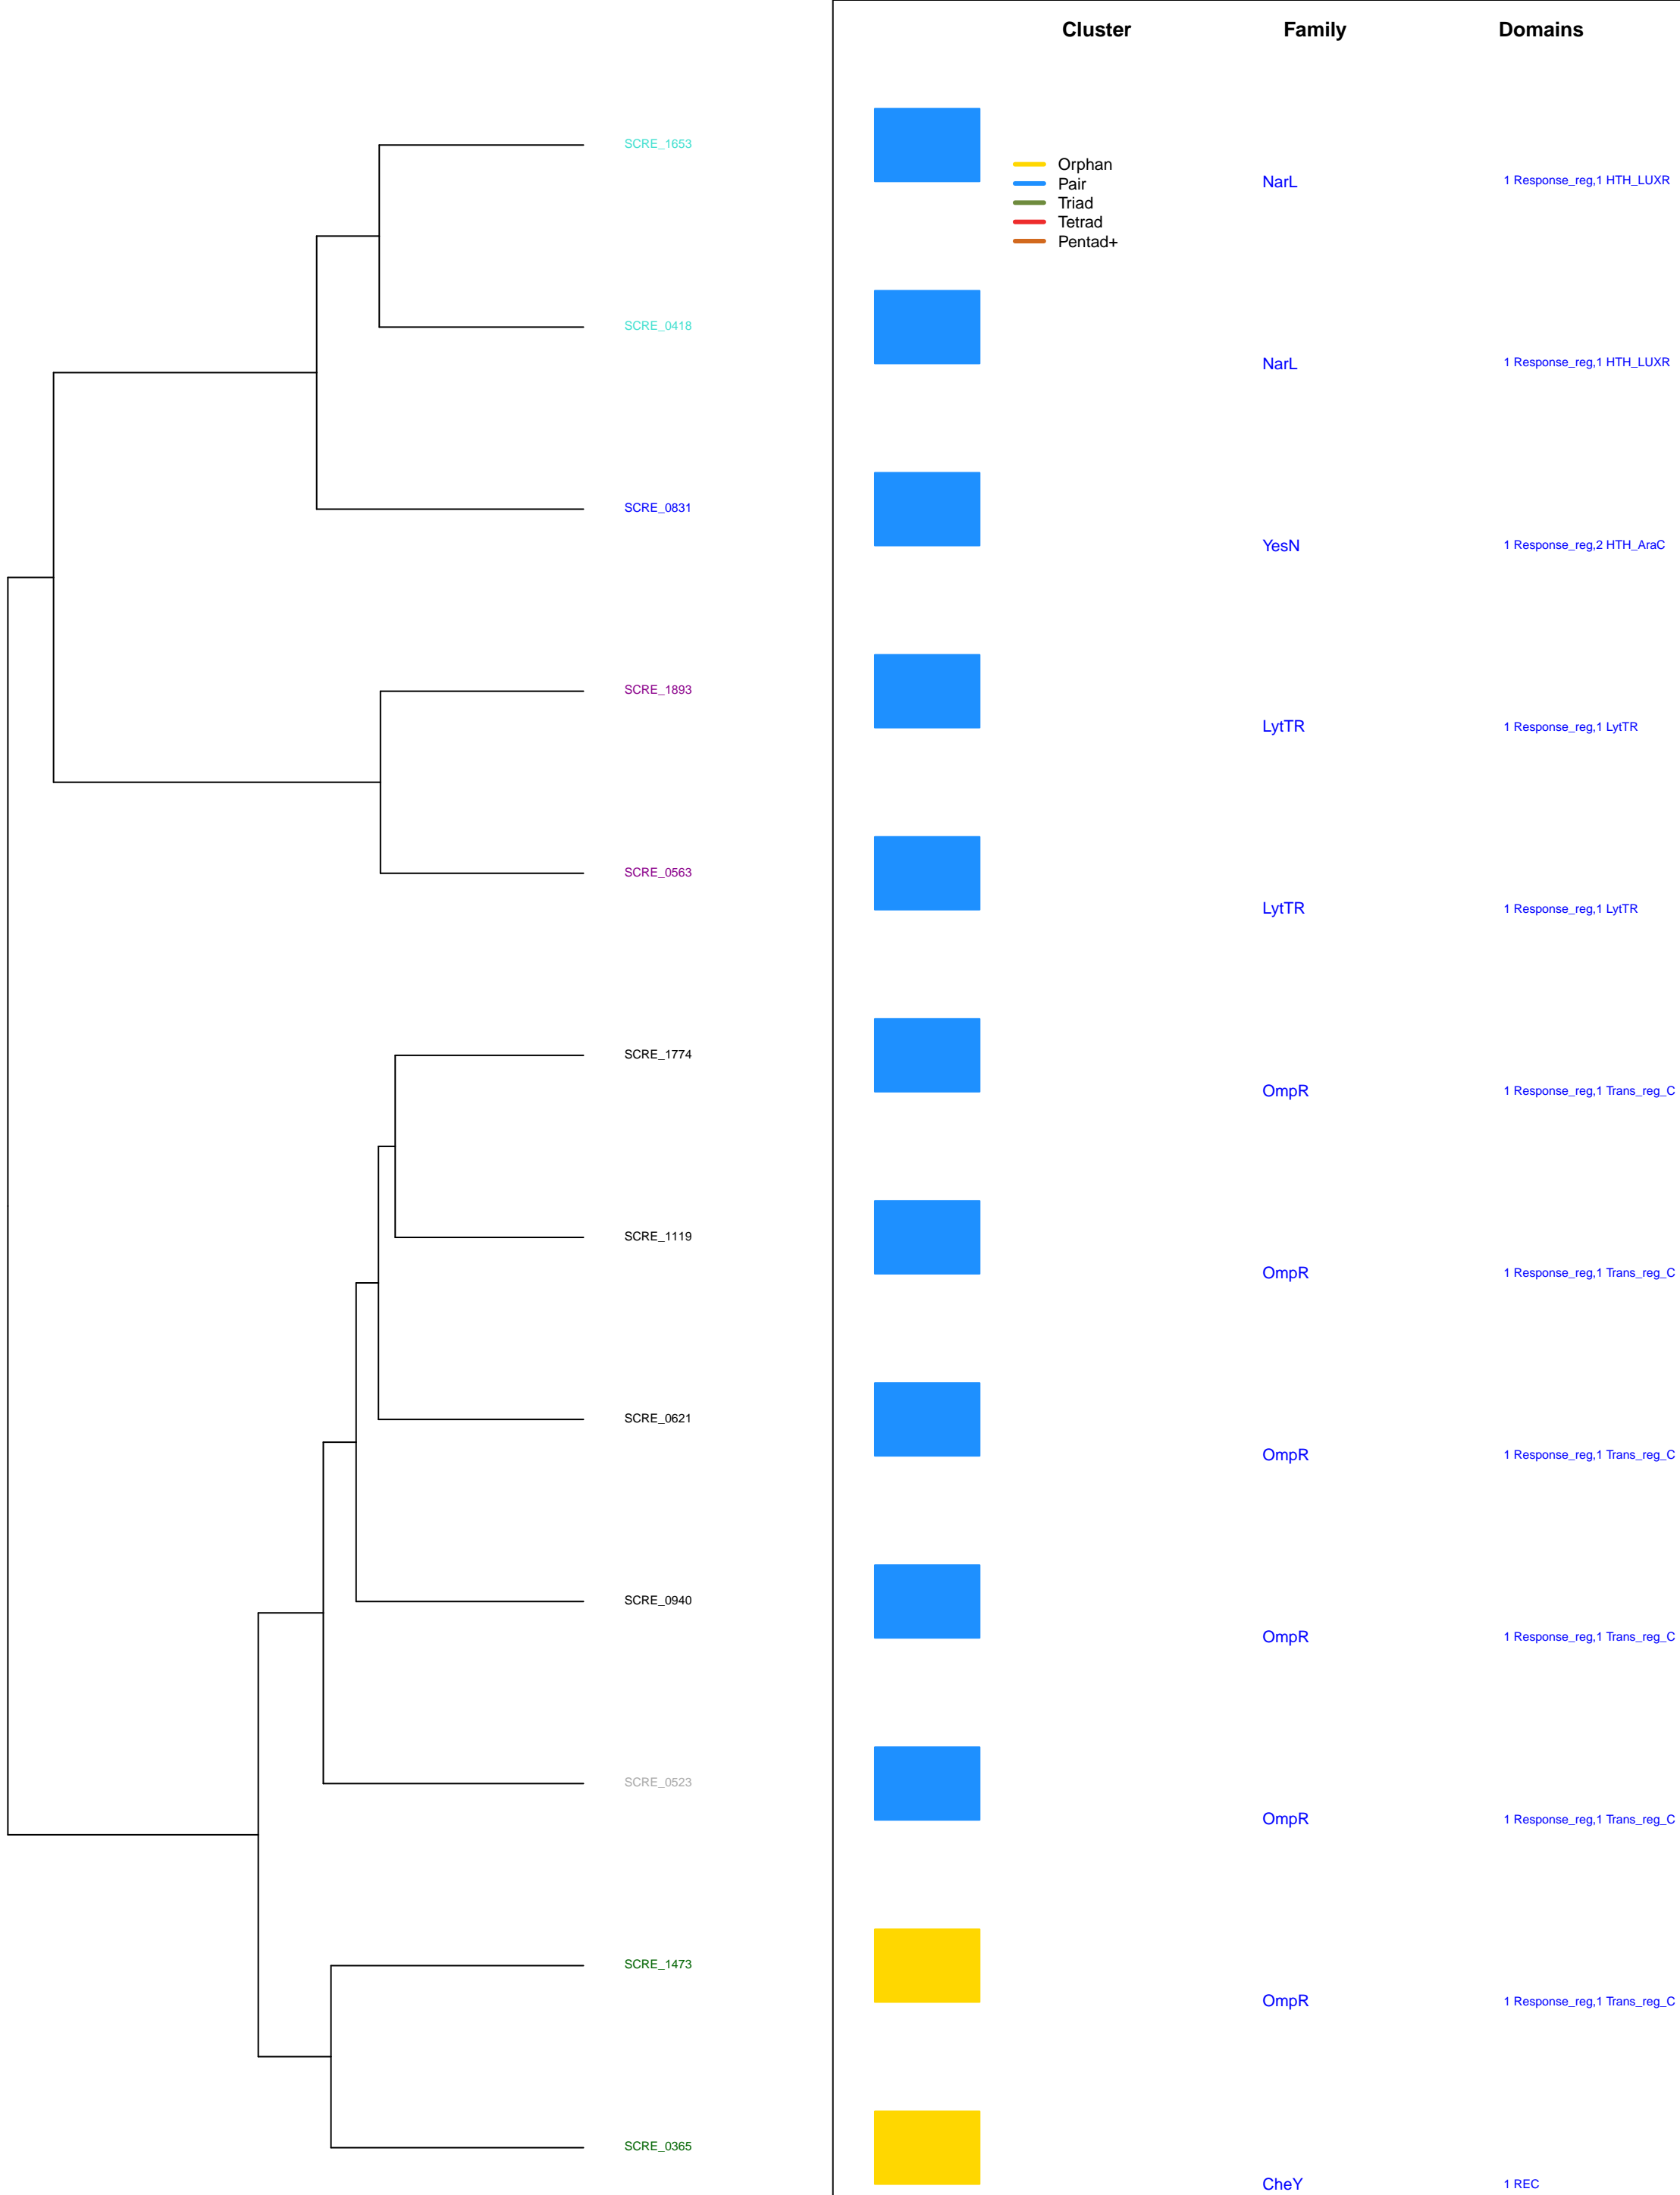 Cluster Family Domains
SCRE_1653
Orphan
Pair
NarL 1 Response_reg,1 HTH_LUXR
Triad
Tetrad
Pentad+
SCRE_0418
NarL 1 Response_reg,1 HTH_LUXR
SCRE_0831
YesN 1 Response_reg,2 HTH_AraC
SCRE_1893
LytTR 1 Response_reg,1 LytTR
SCRE_0563
LytTR 1 Response_reg,1 LytTR
SCRE_1774
OmpR 1 Response_reg,1 Trans_reg_C
SCRE_1119
OmpR 1 Response_reg,1 Trans_reg_C
SCRE_0621
OmpR 1 Response_reg,1 Trans_reg_C
SCRE_0940
OmpR 1 Response_reg,1 Trans_reg_C
SCRE_0523
OmpR 1 Response_reg,1 Trans_reg_C
SCRE_1473
OmpR 1 Response_reg,1 Trans_reg_C
SCRE_0365
CheY 1 REC